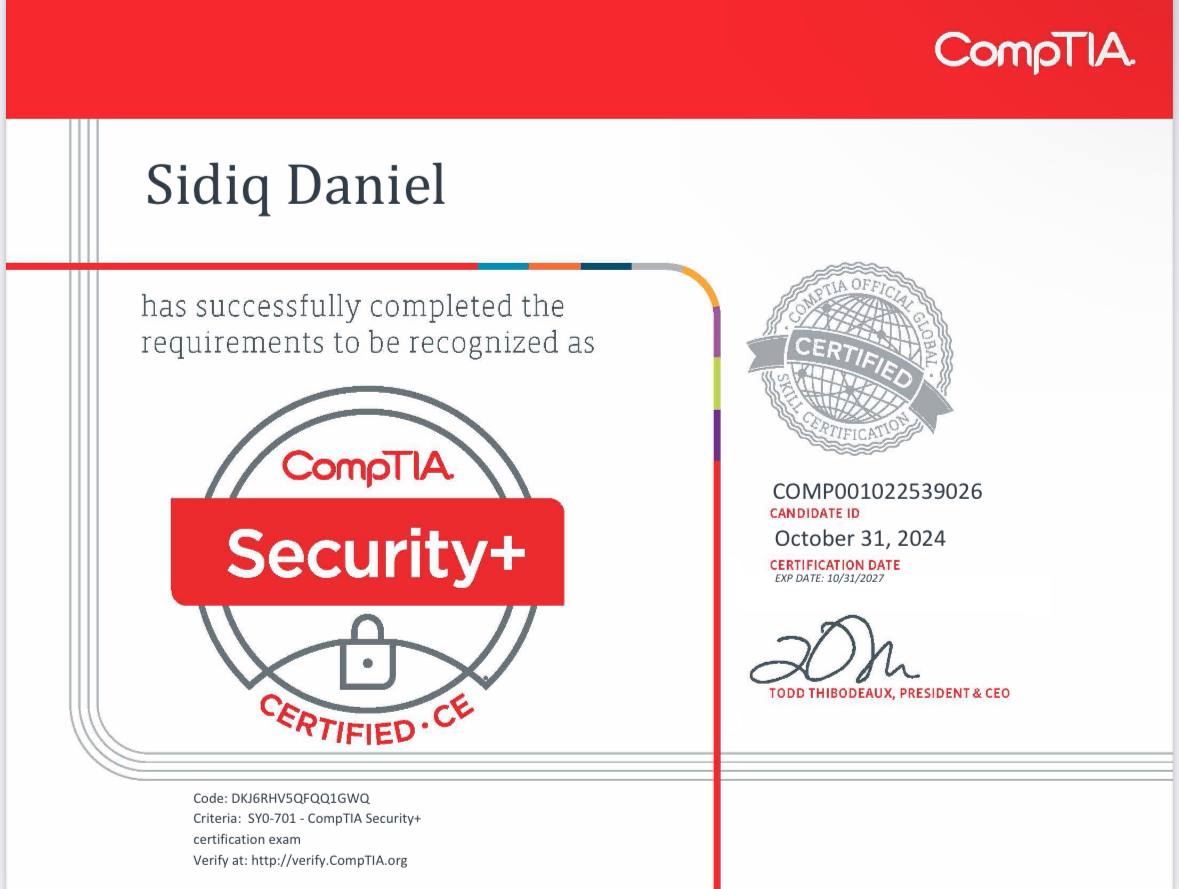 CompTIA.
Sidiq Daniel
has successfully completed the
requirements to be recognized as
CompTIA.
Security+
CERTIFIED · CE
· COMPTIA OFFICIAL GLOBAL ·
CERTIFIED
SKILL CERTIFICATION
COMP001022539026
CANDIDATE ID
October 31, 2024
CERTIFICATION DATE
EXP DATE: 10/31/2027
TODD THIBODEAUX, PRESIDENT & CEO
Code: DKJ6RHV5QFQQ1GWQ
Criteria: SY0-701 - CompTIA Security+
certification exam
Verify at: http://verify.CompTIA.org